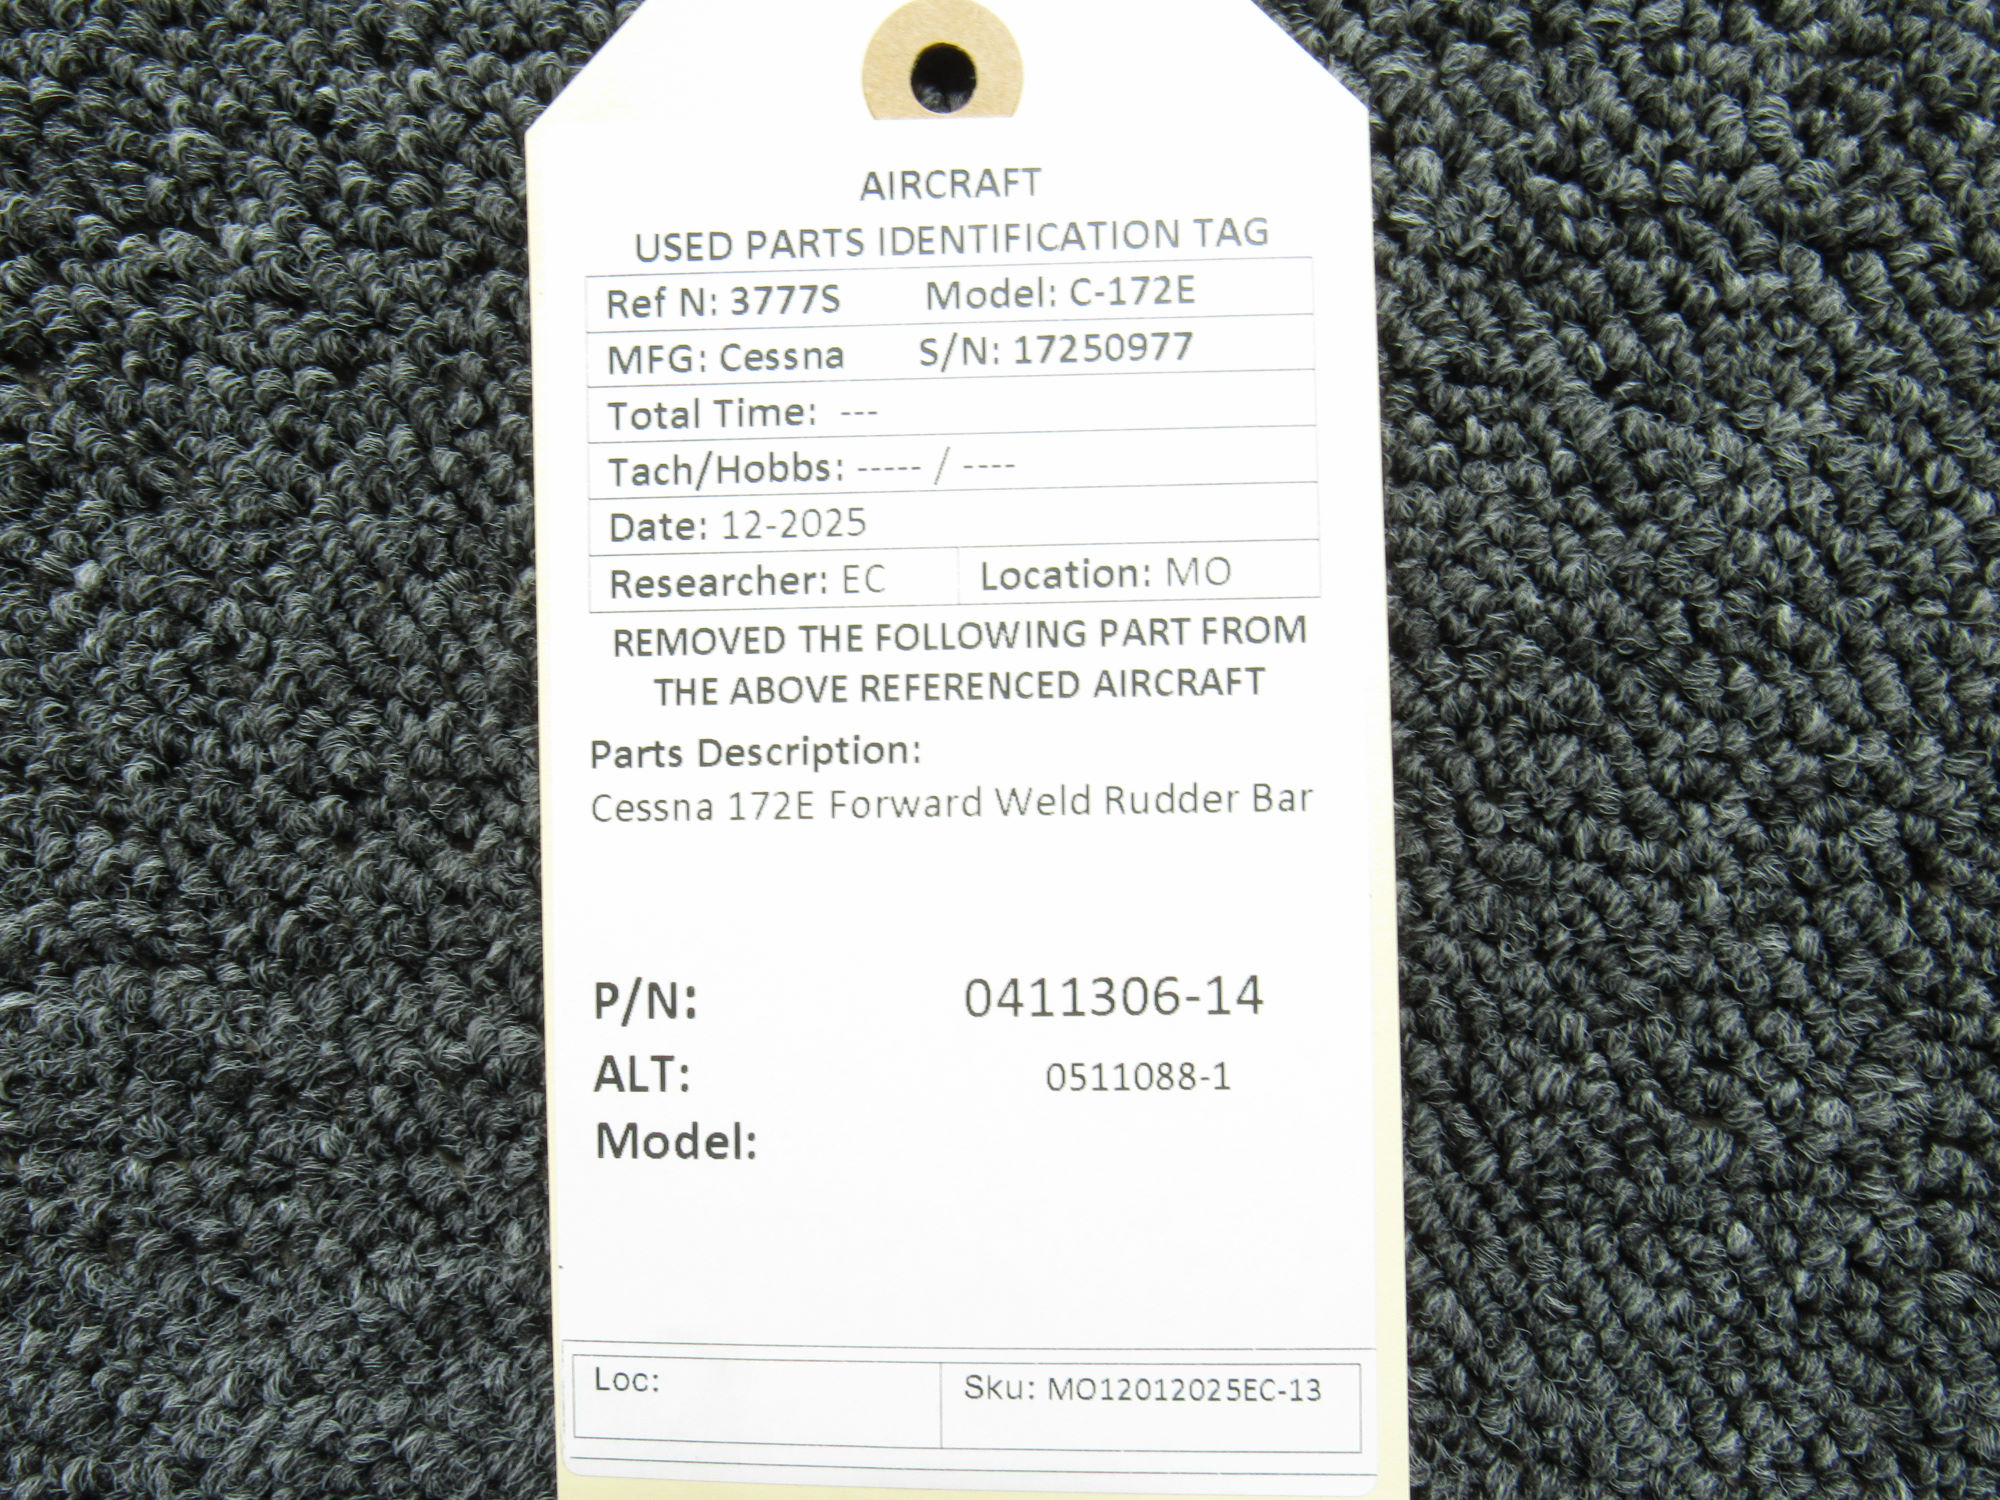 AIRCRAFT
USED PARTS IDENTIFICATION TAG
Ref N: 3777S Model: C-172E
MFG: Cessna S/N: 17250977
Total Time: ---
Tach/Hobbs: ----- / ----
Date: 12-2025
Researcher: EC Location: MO
REMOVED THE FOLLOWING PART FROM
THE ABOVE REFERENCED AIRCRAFT
Parts Description:
Cessna 172E Forward Weld Rudder Bar
P/N: 0411306-14
ALT: 0511088-1
Model:
Loc: Sku: MO12012025EC-13